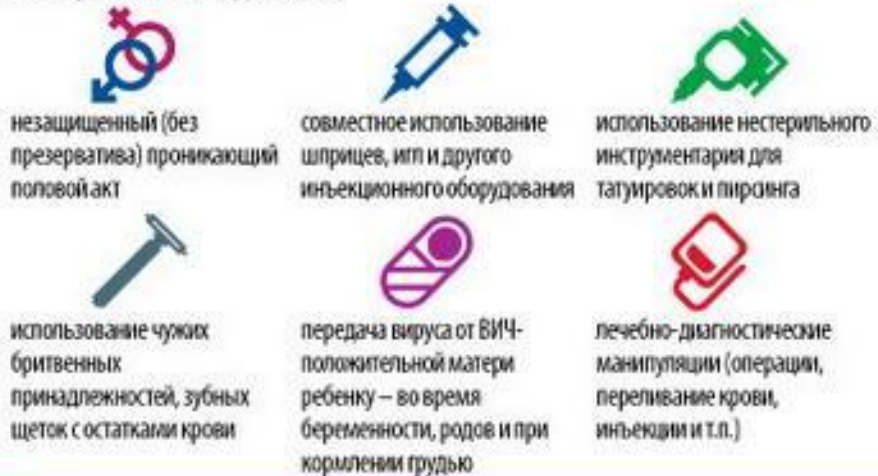 незащищенный (без
презерватива) проникающий
половой акт
совместное использование
шприцев, игл и другого
инъекционного оборудования
использование нестерильного
инструментария для
татуировок и пирсинга
использование чужих
бритвенных
принадлежностей, зубных
щеток с остатками крови
передача вируса от ВИЧ-
положительной матери
ребенку – во время
беременности, родов и при
кормлении грудью
лечебно-диагностические
манипуляции (операции,
переливание крови,
инъекции и т.п.)